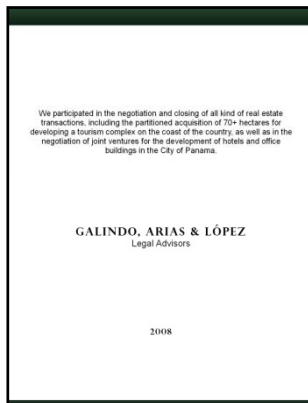 We participated in the negotiation and closing of all kind of real estate
transactions, including the partitioned acquisition of 70+ hectares for
developing a tourism complex on the coast of the country, as well as in the
negotiation of joint ventures for the development of hotels and office
buildings in the City of Panama.
GALINDO, ARIAS & LÓPEZ
Legal Advisors
2008